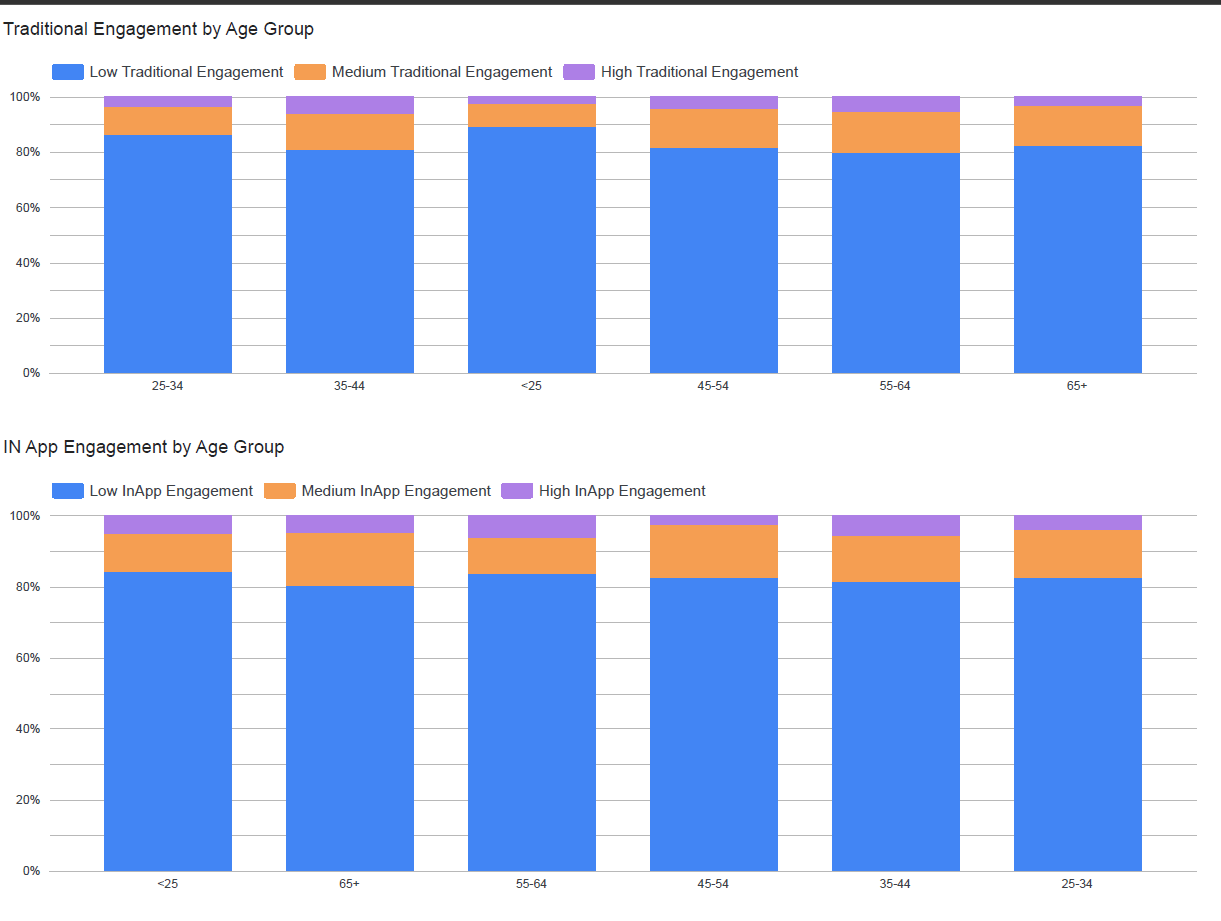 Traditional Engagement by Age Group
Low Traditional Engagement Medium Traditional Engagement High Traditional Engagement
100%
80%
60%
40%
20%
0%
25-34 35-44 <25 45-54 55-64 65+
IN App Engagement by Age Group
Low InApp Engagement Medium InApp Engagement High InApp Engagement
100%
80%
60%
40%
20%
0%
<25 65+ 55-64 45-54 35-44 25-34